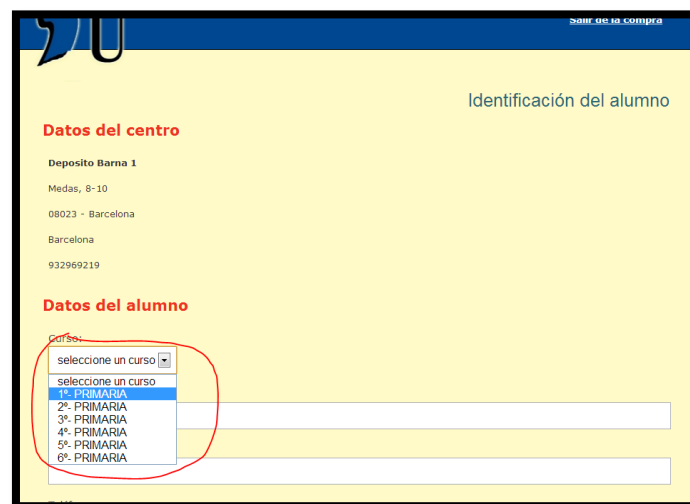 Salir de la compra
Identificación del alumno
Datos del centro
Deposito Barna 1
Medas, 8-10
08023 - Barcelona
Barcelona
932969219
Datos del alumno
Curso:
seleccione un curso
seleccione un curso
1º- PRIMARIA
2º- PRIMARIA
3º- PRIMARIA
4º- PRIMARIA
5º- PRIMARIA
6º- PRIMARIA